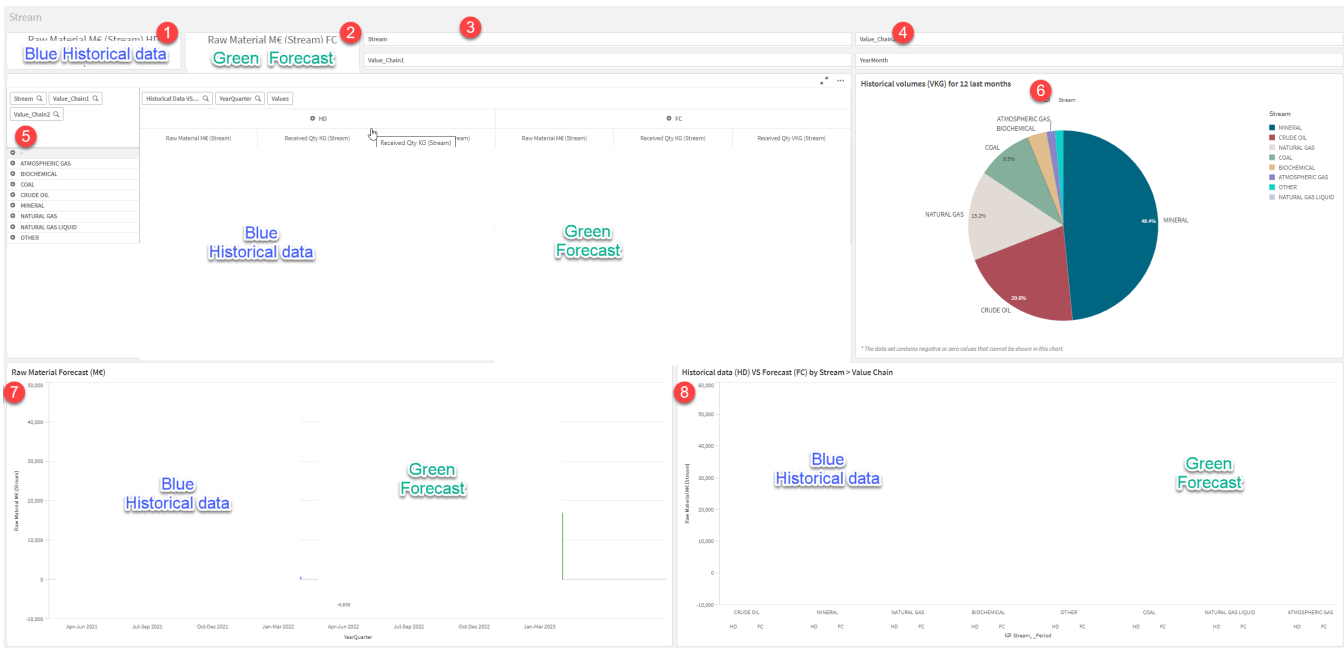 Stream
1
2
3
4
Raw Material M€ (Stream) HD
Blue Historical data
Raw Material M€ (Stream) FC
Green Forecast
Stream
Value_Chain1
Value_Chain2
YearMonth
Stream
Value_Chain1
Value_Chain2
5
Historical Data VS...
YearQuarter
Values
HD
FC
Raw Material M€ (Stream)
Received Qty KG (Stream)
Received Qty KG (Stream)
Raw Material M€ (Stream)
Received Qty KG (Stream)
Received Qty VKG (Stream)
-
ATMOSPHERIC GAS
BIOCHEMICAL
COAL
CRUDE OIL
MINERAL
NATURAL GAS
NATURAL GAS LIQUID
OTHER
Blue
Historical data
Green
Forecast
Historical volumes (VKG) for 12 last months
6
Stream
ATMOSPHERIC GAS
BIOCHEMICAL
COAL
9.5%
NATURAL GAS
15.2%
48.4%
MINERAL
20.6%
CRUDE OIL
Stream
MINERAL
CRUDE OIL
NATURAL GAS
COAL
BIOCHEMICAL
ATMOSPHERIC GAS
OTHER
NATURAL GAS LIQUID
* The data set contains negative or zero values that cannot be shown in this chart.
Raw Material Forecast (M€)
7
50,000
40,000
30,000
20,000
10,000
0
-10,000
Raw Material M€ (Stream)
Blue
Historical data
Green
Forecast
Apr-Jun 2021
Jul-Sep 2021
Oct-Dec 2021
Jan-Mar 2022
Apr-Jun 2022
Jul-Sep 2022
Oct-Dec 2022
Jan-Mar 2023
YearQuarter
Historical data (HD) VS Forecast (FC) by Stream > Value Chain
8
60,000
50,000
40,000
30,000
20,000
10,000
0
-10,000
Raw Material M€ (Stream)
Blue
Historical data
Green
Forecast
CRUDE OIL
MINERAL
NATURAL GAS
BIOCHEMICAL
OTHER
COAL
NATURAL GAS LIQUID
ATMOSPHERIC GAS
HD FC HD FC HD FC HD FC HD FC HD FC HD FC HD FC
Stream, _Period